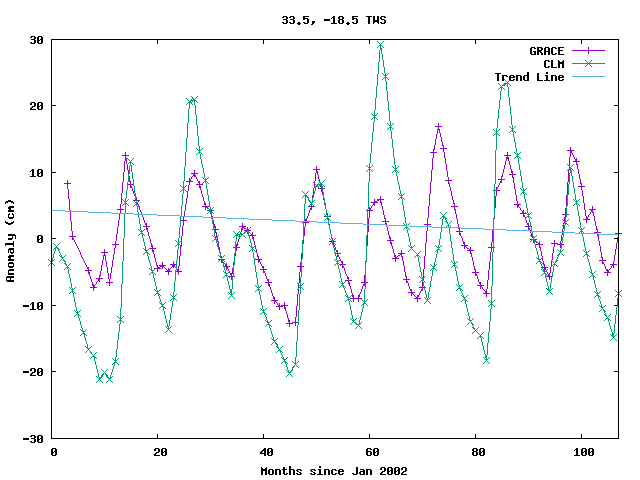 33.5, -18.5 TWS
GRACE
CLM
Trend Line
30
20
10
0
-10
-20
-30
Anomaly (cm)
0 20 40 60 80 100
Months since Jan 2002